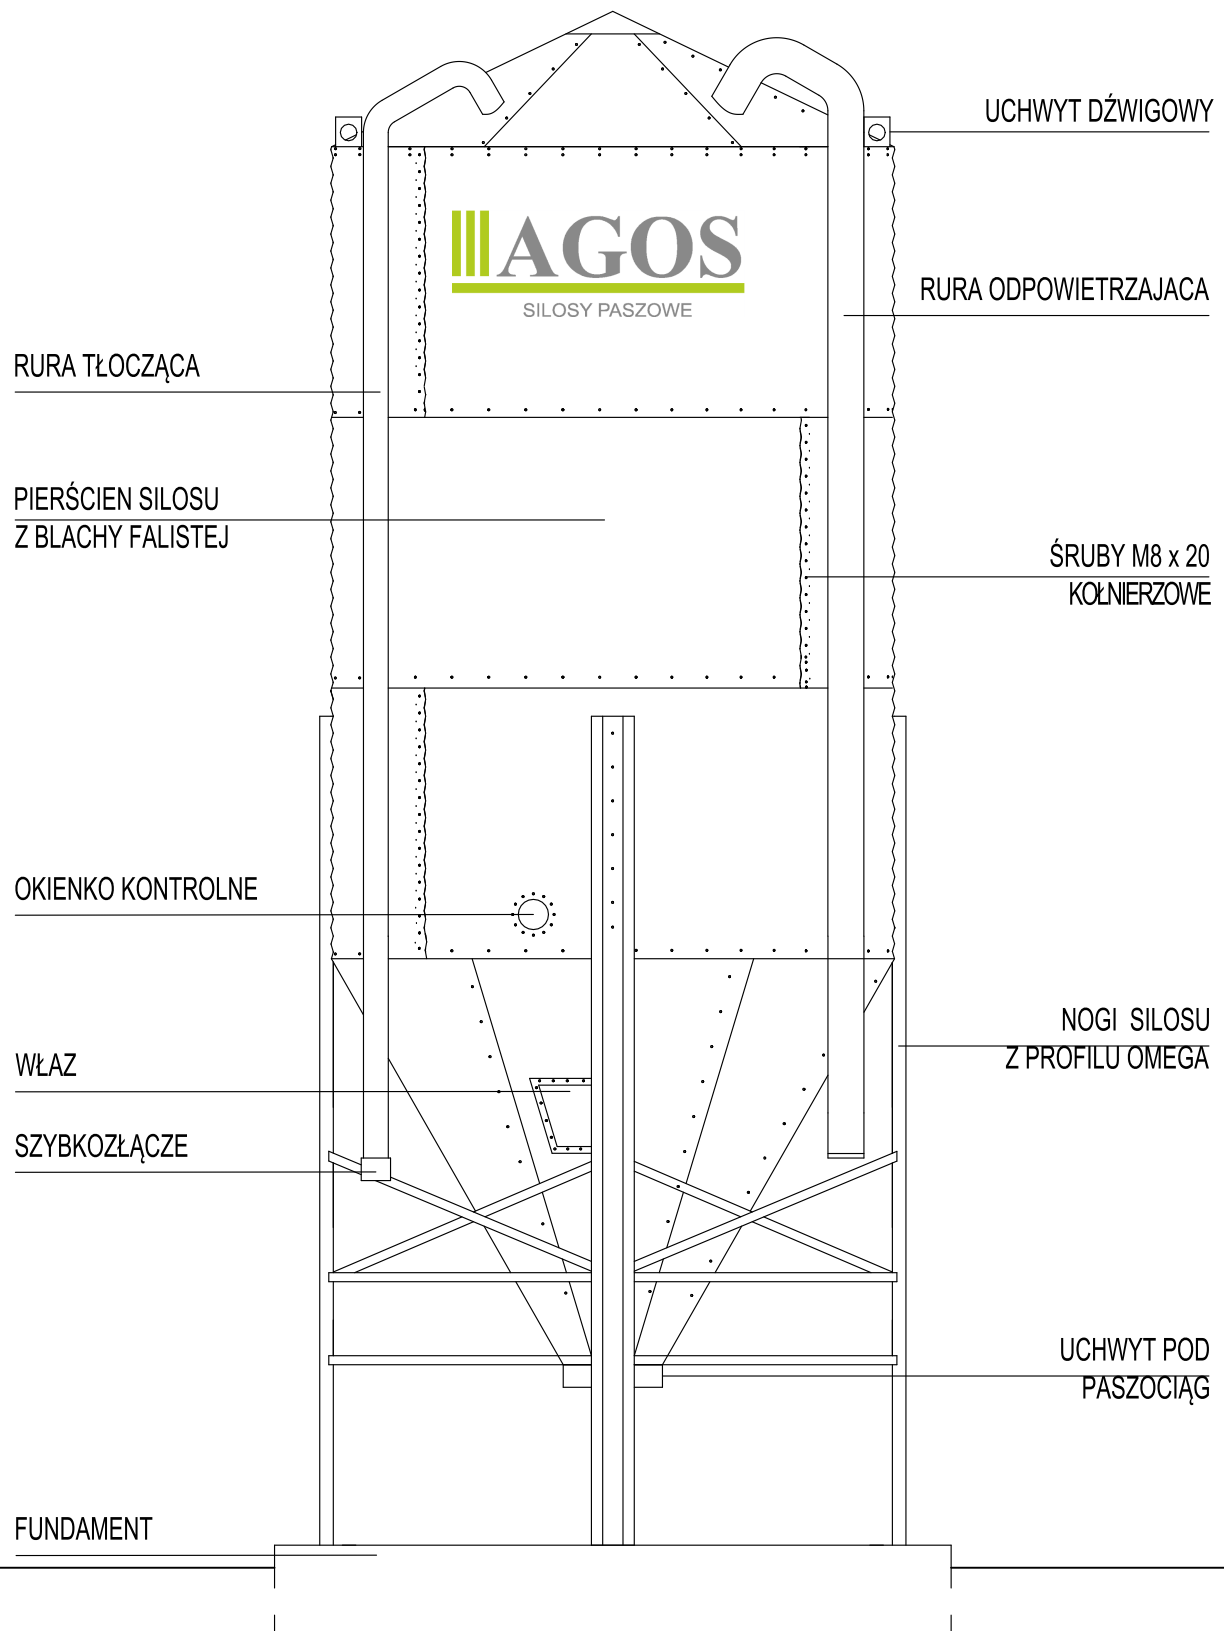 UCHWYT DŹWIGOWY
AGOS
SILOSY PASZOWE
RURA ODPOWIETRZAJACA
RURA TŁOCZĄCA
PIERŚCIEN SILOSU
Z BLACHY FALISTEJ
ŚRUBY M8 x 20
KOŁNIERZOWE
OKIENKO KONTROLNE
NOGI SILOSU
Z PROFILU OMEGA
WŁAZ
SZYBKOZŁĄCZE
UCHWYT POD
PASZOCIĄG
FUNDAMENT